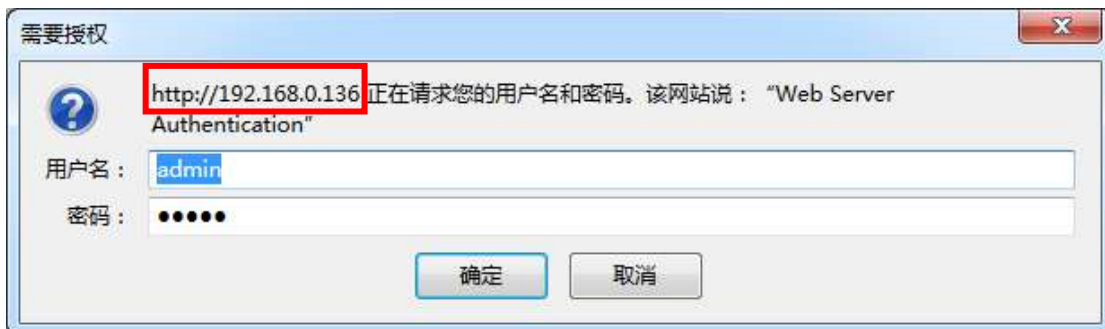 需要授权
http://192.168.0.136 正在请求您的用户名和密码。该网站说：“Web Server
Authentication”
用户名： admin
密码： •••••
确定 取消